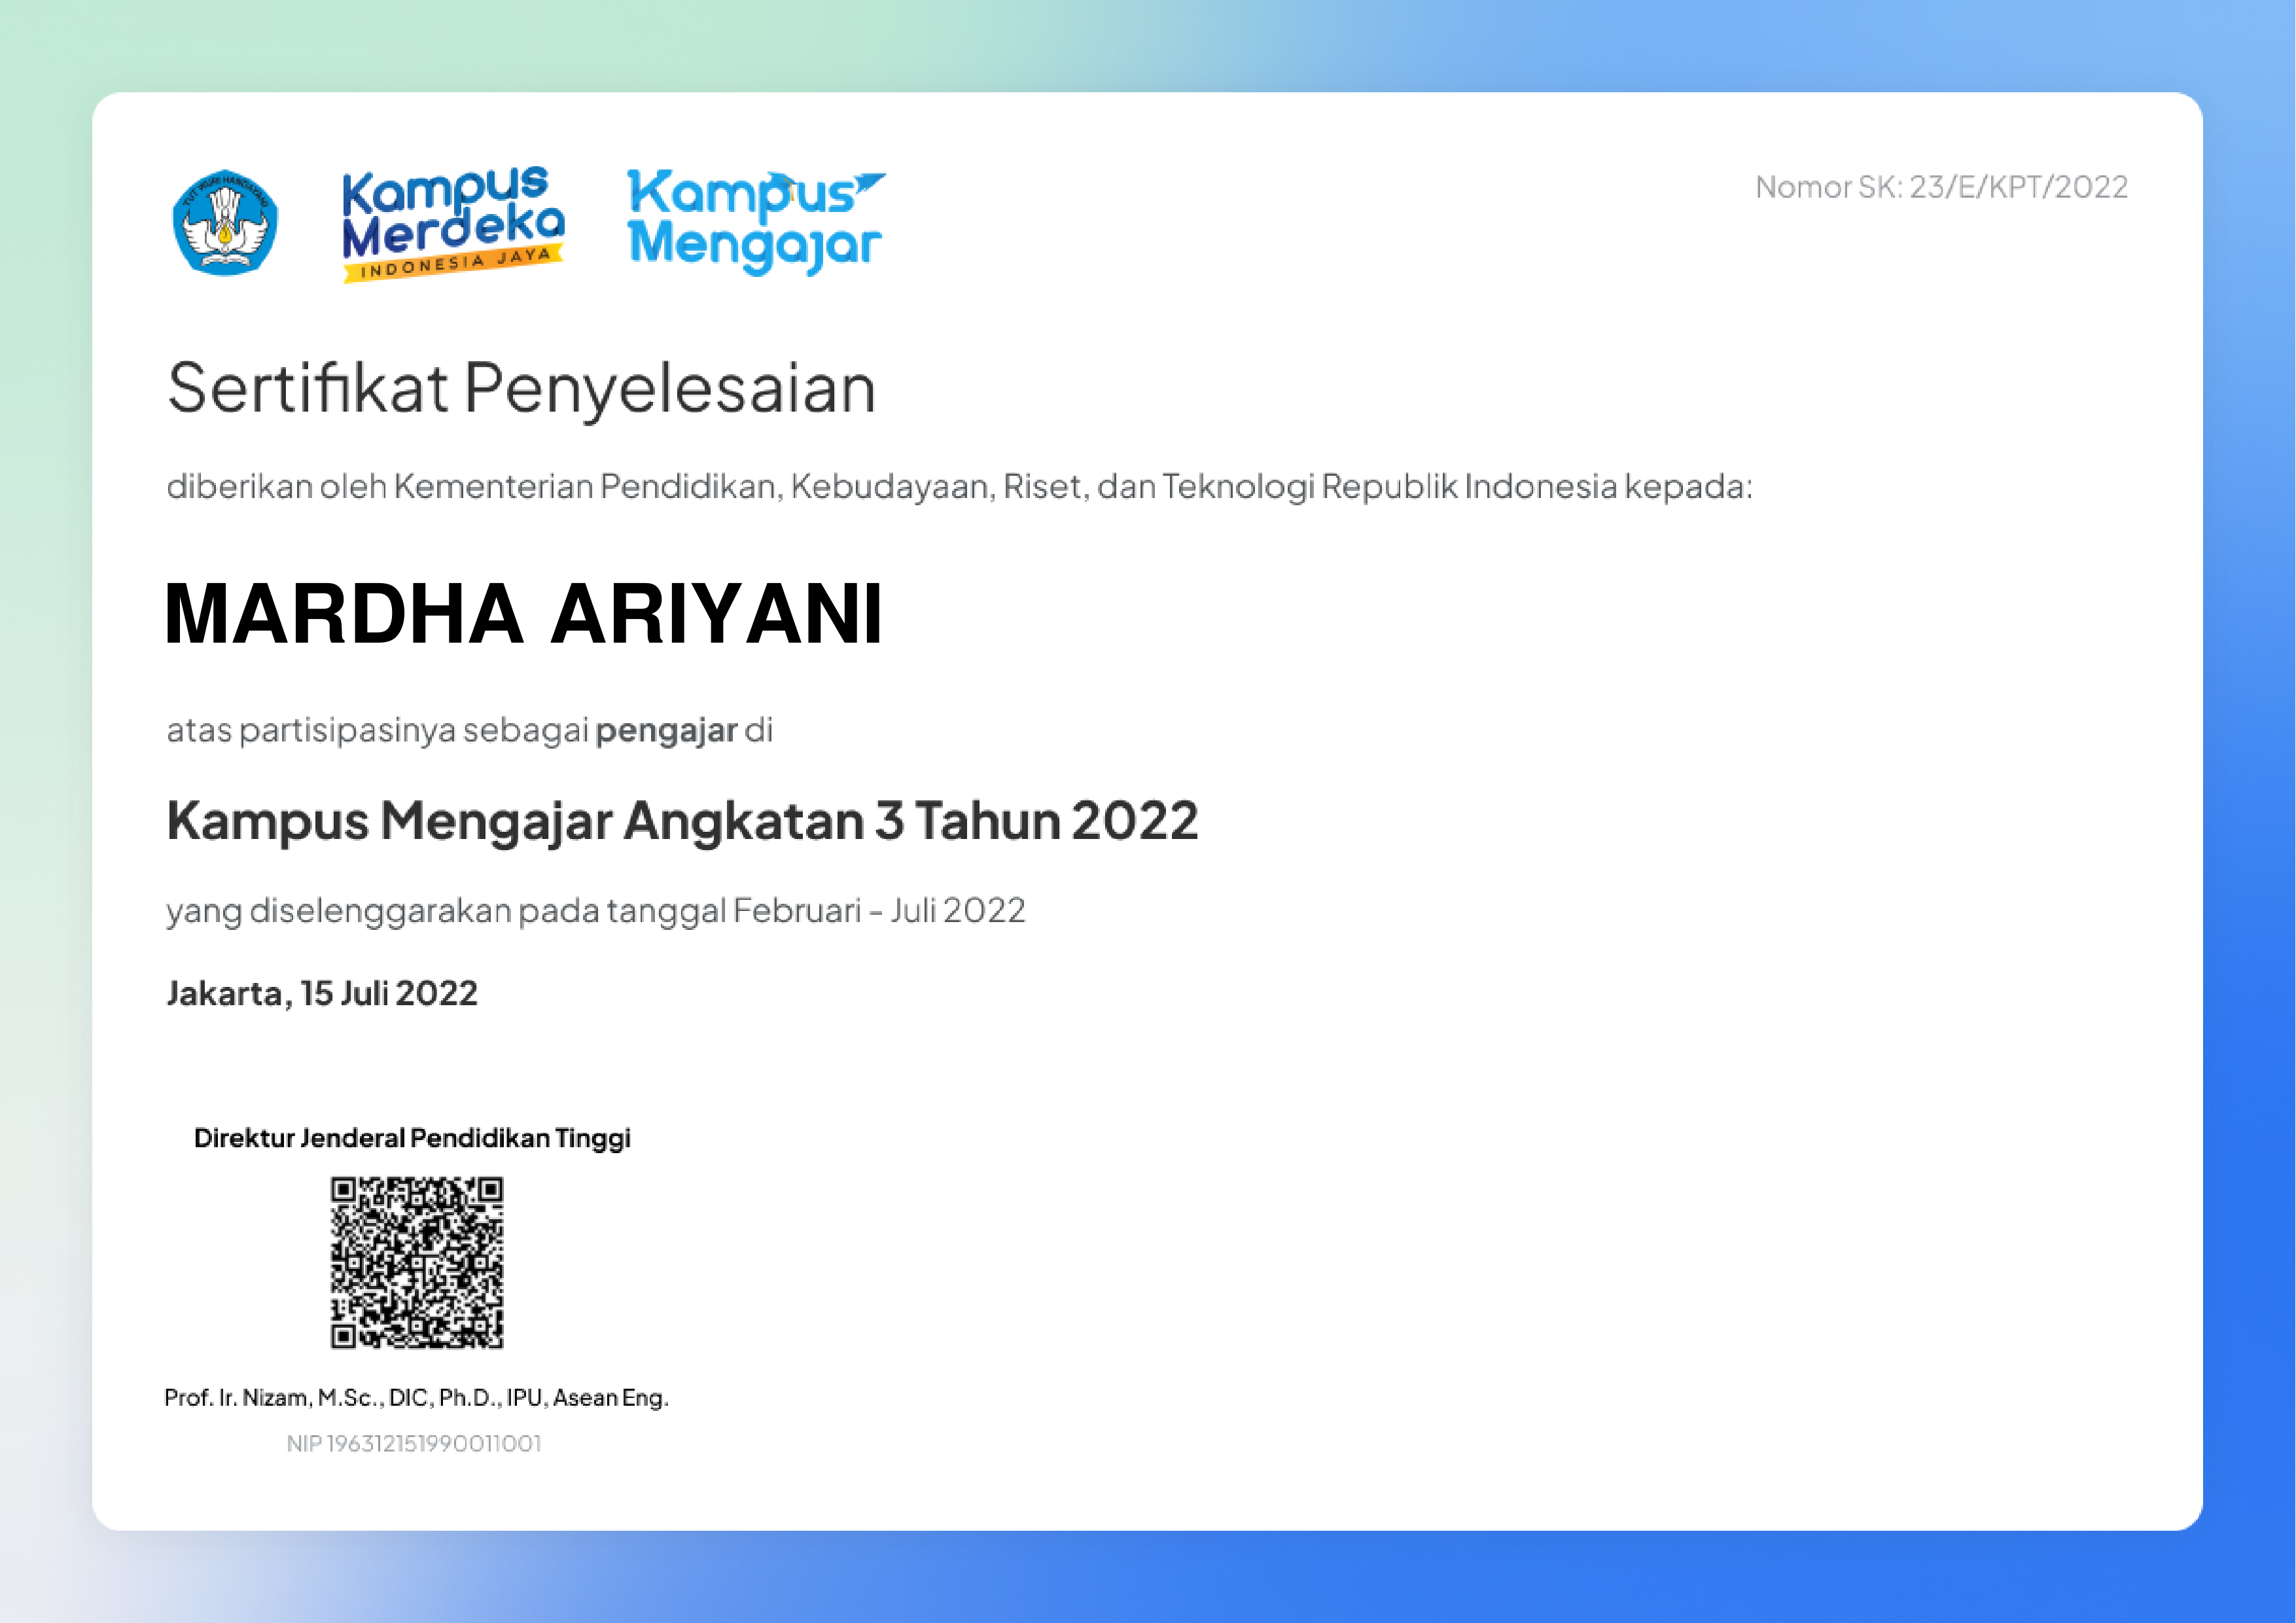 TUT WURI HANDAYANI
Kampus
Merdeka
INDONESIA JAYA
Kampus
Mengajar
Nomor SK: 23/E/KPT/2022
Sertifikat Penyelesaian
diberikan oleh Kementerian Pendidikan, Kebudayaan, Riset, dan Teknologi Republik Indonesia kepada:
MARDHA ARIYANI
atas partisipasinya sebagai pengajar di
Kampus Mengajar Angkatan 3 Tahun 2022
yang diselenggarakan pada tanggal Februari - Juli 2022
Jakarta, 15 Juli 2022
Direktur Jenderal Pendidikan Tinggi
Prof. Ir. Nizam, M.Sc., DIC, Ph.D., IPU, Asean Eng.
NIP 196312151990011001